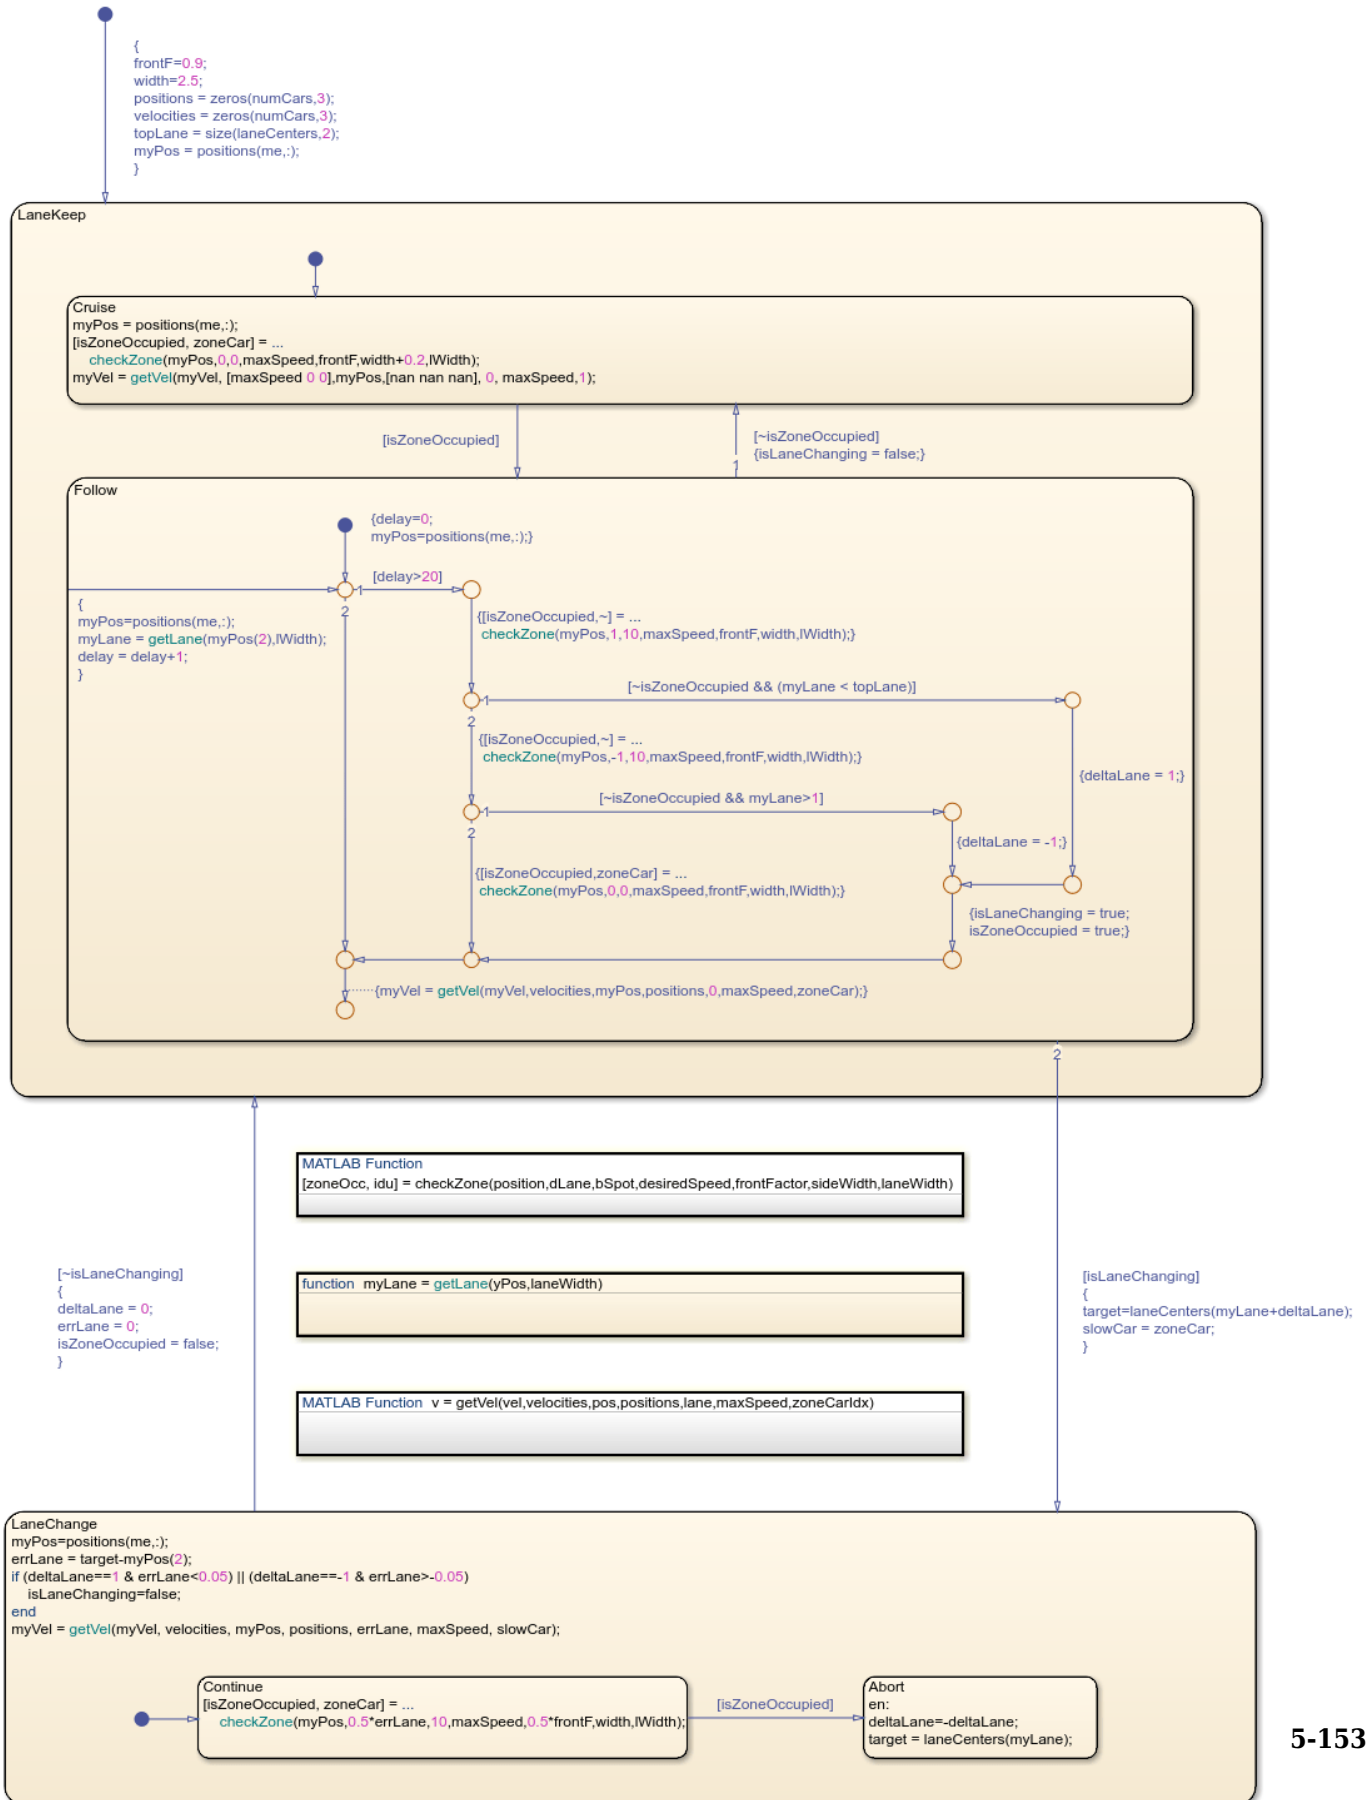 {
frontF=0.9;
width=2.5;
positions = zeros(numCars,3);
velocities = zeros(numCars,3);
topLane = size(laneCenters,2);
myPos = positions(me,:);
}
LaneKeep
Cruise
myPos = positions(me,:);
[isZoneOccupied, zoneCar] = ...
checkZone(myPos,0,0,maxSpeed,frontF,width+0.2,lWidth);
myVel = getVel(myVel, [maxSpeed 0 0],myPos,[nan nan nan], 0, maxSpeed,1);
[isZoneOccupied]
[~isZoneOccupied]
{isLaneChanging = false;}
1
Follow
{delay=0;
myPos=positions(me,:);}
1
[delay>20]
2
{
myPos=positions(me,:);
myLane = getLane(myPos(2),lWidth);
delay = delay+1;
}
{[isZoneOccupied,~] = ...
checkZone(myPos,1,10,maxSpeed,frontF,width,lWidth);}
1
[~isZoneOccupied && (myLane < topLane)]
2
{[isZoneOccupied,~] = ...
checkZone(myPos,-1,10,maxSpeed,frontF,width,lWidth);}
{deltaLane = 1;}
1
[~isZoneOccupied && myLane>1]
2
{deltaLane = -1;}
{[isZoneOccupied,zoneCar] = ...
checkZone(myPos,0,0,maxSpeed,frontF,width,lWidth);}
{isLaneChanging = true;
isZoneOccupied = true;}
{myVel = getVel(myVel,velocities,myPos,positions,0,maxSpeed,zoneCar);}
2
MATLAB Function
[zoneOcc, idu] = checkZone(position,dLane,bSpot,desiredSpeed,frontFactor,sideWidth,laneWidth)
[~isLaneChanging]
{
deltaLane = 0;
errLane = 0;
isZoneOccupied = false;
}
function myLane = getLane(yPos,laneWidth)
[isLaneChanging]
{
target=laneCenters(myLane+deltaLane);
slowCar = zoneCar;
}
MATLAB Function v = getVel(vel,velocities,pos,positions,lane,maxSpeed,zoneCarIdx)
LaneChange
myPos=positions(me,:);
errLane = target-myPos(2);
if (deltaLane==1 & errLane<0.05) || (deltaLane==-1 & errLane>-0.05)
isLaneChanging=false;
end
myVel = getVel(myVel, velocities, myPos, positions, errLane, maxSpeed, slowCar);
Continue
[isZoneOccupied, zoneCar] = ...
checkZone(myPos,0.5*errLane,10,maxSpeed,0.5*frontF,width,lWidth);
[isZoneOccupied]
Abort
en:
deltaLane=-deltaLane;
target = laneCenters(myLane);
5-153